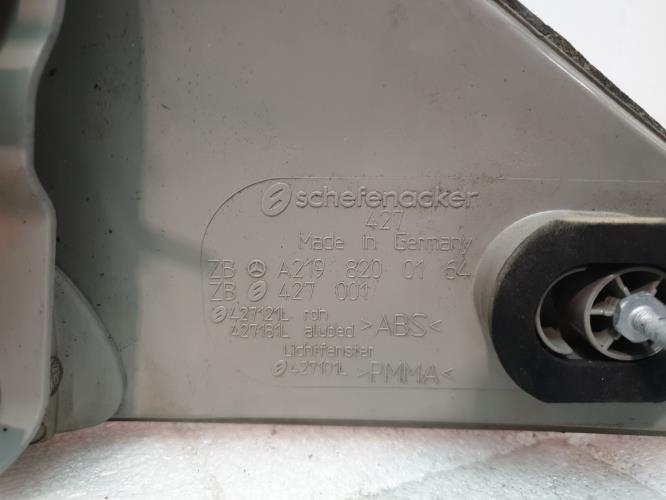 schefenacker
427
Made in Germany
ZB A219 820 01 64
ZB 427 001
427121L roh
427181L alubed >ABS<
Lichtfenster
427101L >PMMA<